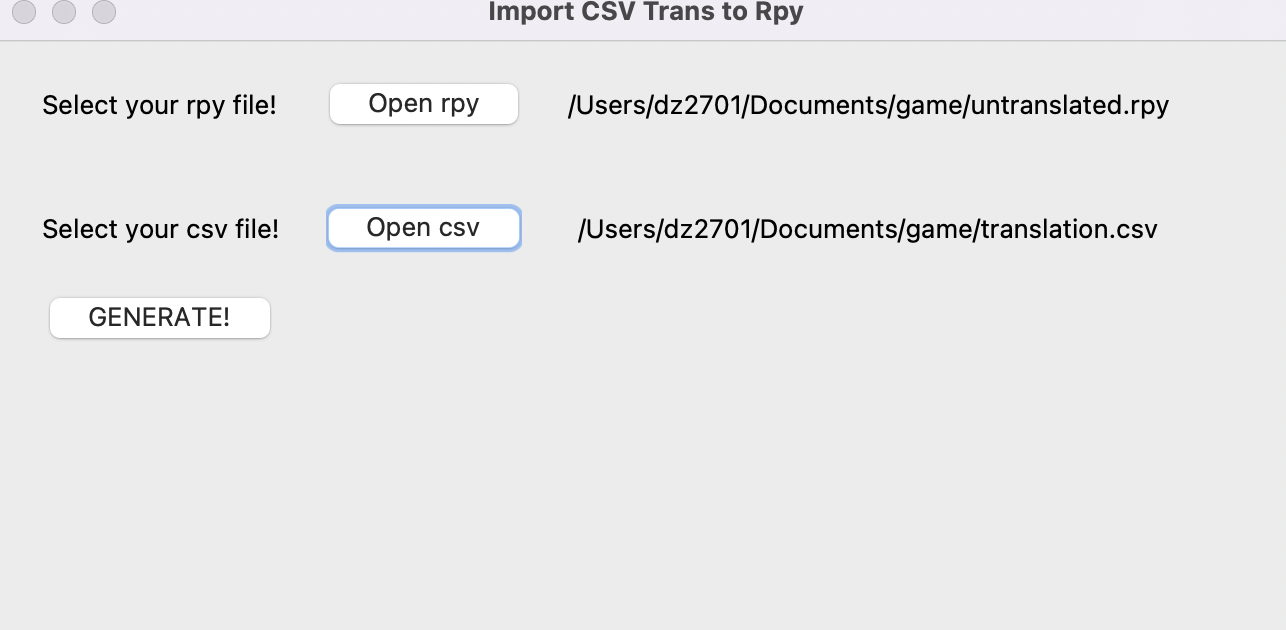 Import CSV Trans to Rpy
Select your rpy file! Open rpy /Users/dz2701/Documents/game/untranslated.rpy
Select your csv file! Open csv /Users/dz2701/Documents/game/translation.csv
GENERATE!